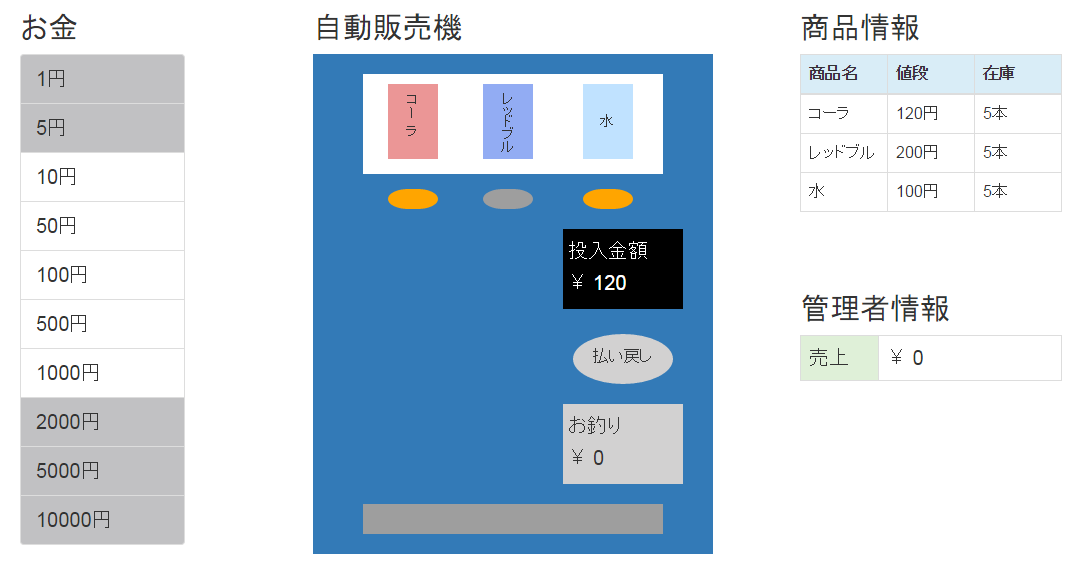 お金
1円
5円
10円
50円
100円
500円
1000円
2000円
5000円
10000円
自動販売機
コーラ
レッドブル
水
投入金額
￥ 120
払い戻し
お釣り
￥ 0
商品情報
商品名 値段 在庫
コーラ 120円 5本
レッドブル 200円 5本
水 100円 5本
管理者情報
売上 ￥ 0